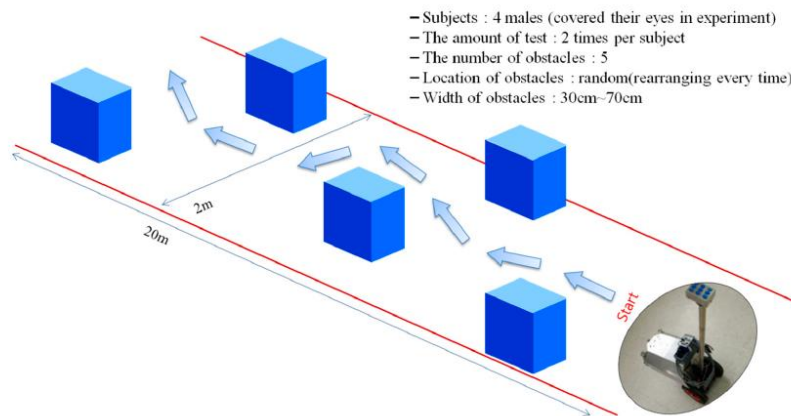 – Subjects : 4 males (covered their eyes in experiment)
– The amount of test : 2 times per subject
– The number of obstacles : 5
– Location of obstacles : random(rearranging every time)
– Width of obstacles : 30cm~70cm
2m
20m
Start